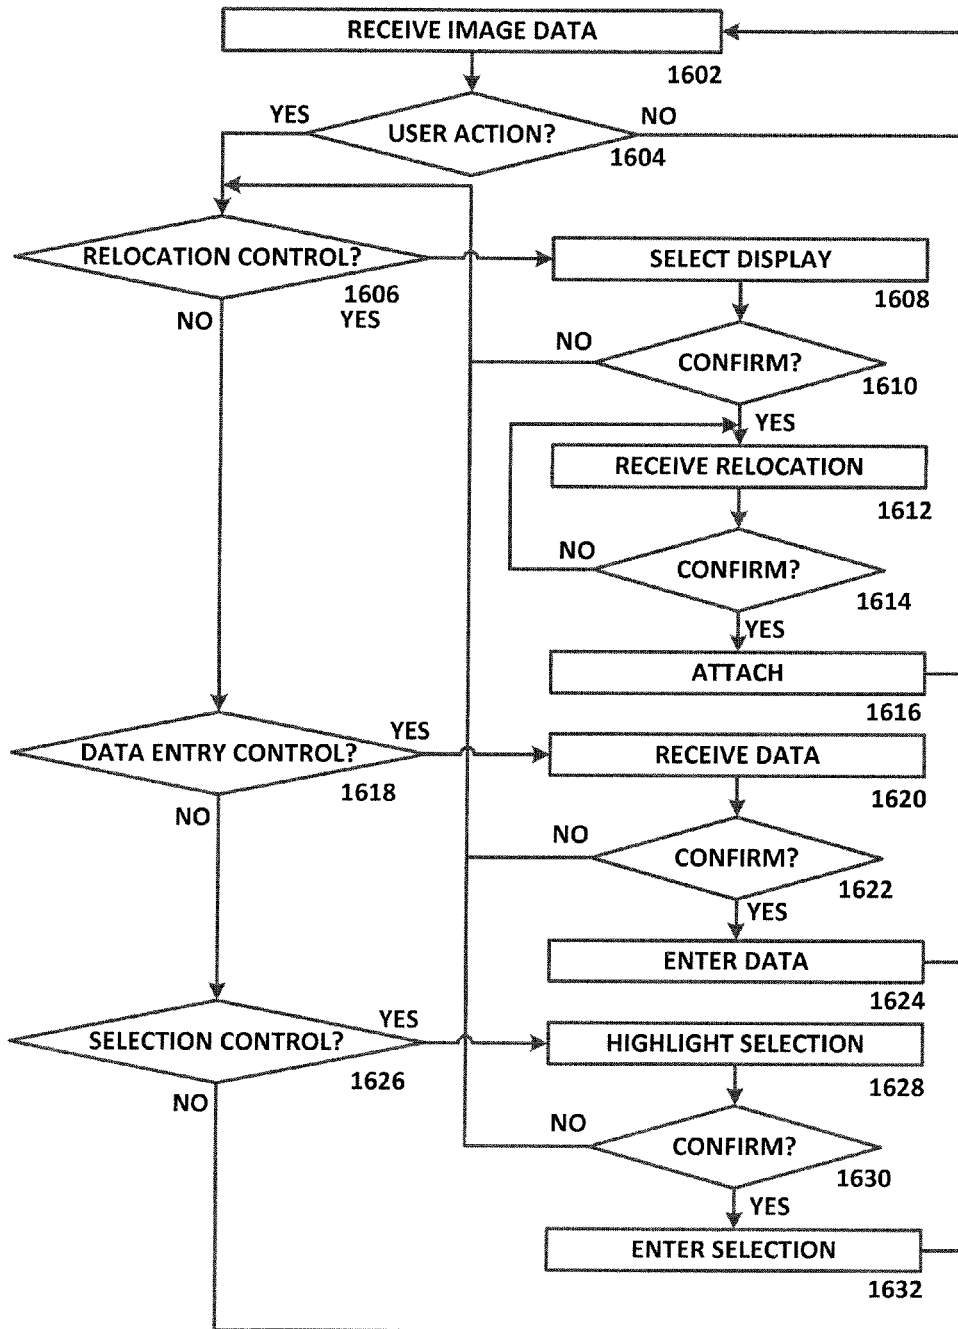 RECEIVE IMAGE DATA
1602
YES
USER ACTION?
NO
1604
RELOCATION CONTROL?
1606
YES
NO
SELECT DISPLAY
1608
NO
CONFIRM?
1610
YES
RECEIVE RELOCATION
1612
NO
CONFIRM?
1614
YES
ATTACH
1616
DATA ENTRY CONTROL?
YES
1618
NO
RECEIVE DATA
1620
NO
CONFIRM?
1622
YES
ENTER DATA
1624
SELECTION CONTROL?
YES
1626
NO
HIGHLIGHT SELECTION
1628
NO
CONFIRM?
1630
YES
ENTER SELECTION
1632